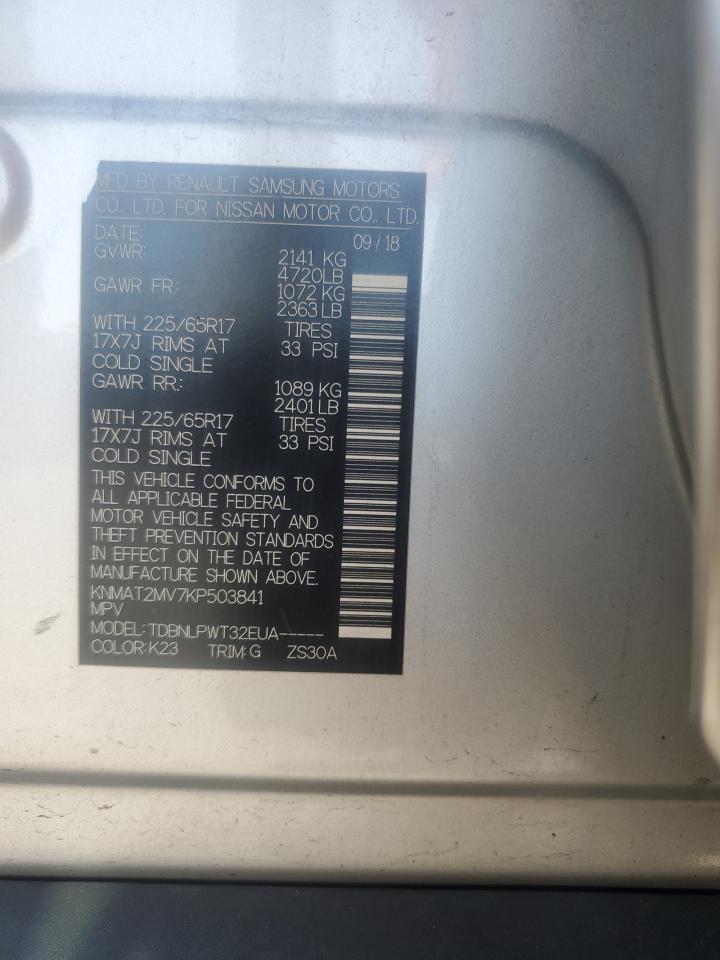 MFD BY RENAULT SAMSUNG MOTORS
CO., LTD. FOR NISSAN MOTOR CO., LTD.
DATE: 09/18
GVWR: 2141 KG
4720LB
GAWR FR.: 1072 KG
2363 LB
WITH 225/65R17 TIRES
17X7J RIMS AT 33 PSI
COLD SINGLE
GAWR RR.: 1089 KG
2401 LB
WITH 225/65R17 TIRES
17X7J RIMS AT 33 PSI
COLD SINGLE
THIS VEHICLE CONFORMS TO
ALL APPLICABLE FEDERAL
MOTOR VEHICLE SAFETY AND
THEFT PREVENTION STANDARDS
IN EFFECT ON THE DATE OF
MANUFACTURE SHOWN ABOVE.
KNMAT2MV7KP503841
MPV
MODEL: TDBNLPWT32EUA-----
COLOR: K23 TRIM: G ZS30A